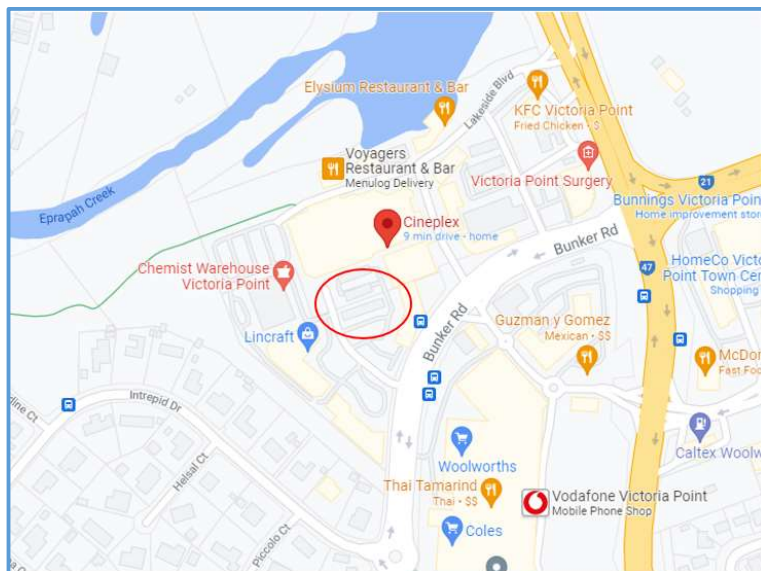 Elysium Restaurant & Bar
Lakeside Blvd
KFC Victoria Point
Fried Chicken • $
Voyagers
Restaurant & Bar
Menulog Delivery
Victoria Point Surgery
21
Eprapah Creek
Bunnings Victoria Poin
Home improvement store
Cineplex
9 min drive - home
Bunker Rd
Chemist Warehouse
Victoria Point
HomeCo Victo
Point Town Cen
Shopping
47
Guzman y Gomez
Mexican • $$
Lincraft
Bunker Rd
McDon
Fast Foo
Intrepid Dr
rline Ct
Helsal Ct
Woolworths
Caltex Woolw
Thai Tamarind
Thai • $$
Vodafone Victoria Point
Mobile Phone Shop
Piccolo Ct
Coles